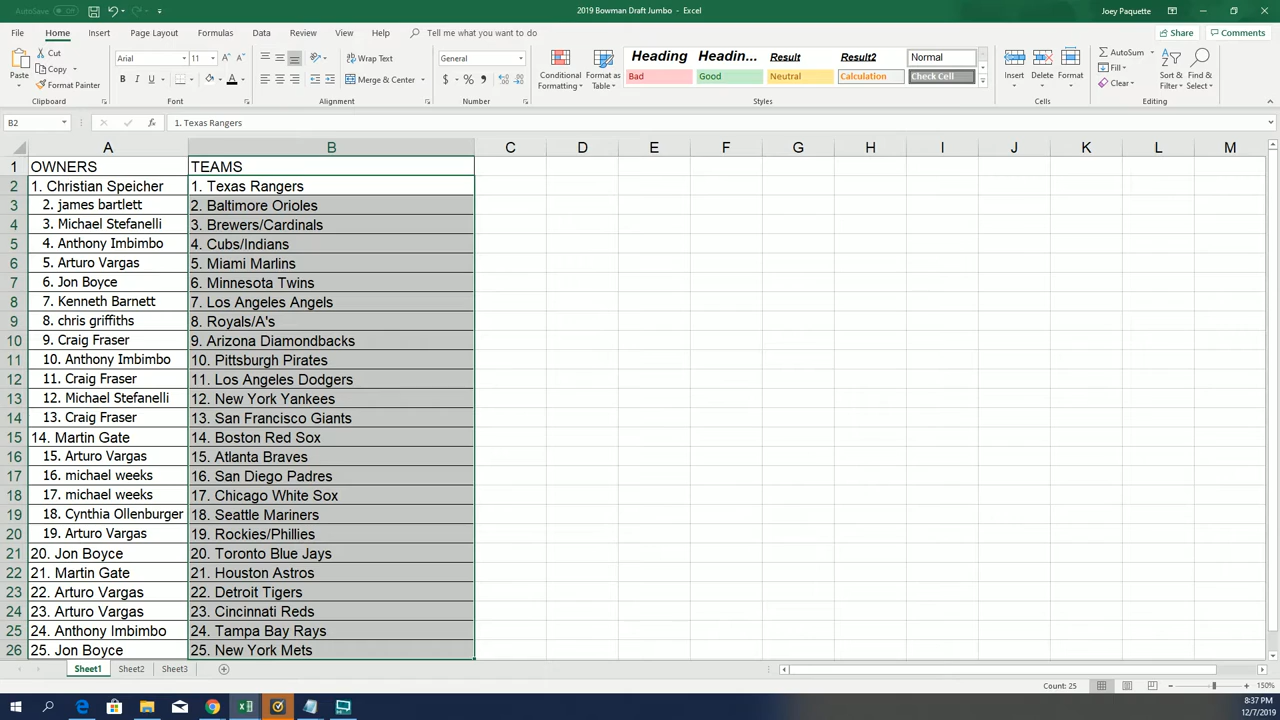 AutoSave Off 2019 Bowman Draft Jumbo - Excel Joey Paquette
File Home Insert Page Layout Formulas Data Review View Help Tell me what you want to do Share Comments
Paste Cut Copy Format Painter Clipboard
Arial 11 A A B I U A Font
ab Wrap Text Merge & Center Alignment
General $ % , Number
Conditional Formatting Format as Table
Heading Headin... Result Result2 Normal
Bad Good Neutral Calculation Check Cell
Styles
Insert Delete Format Cells
AutoSum Fill Clear Sort & Filter Find & Select Editing
B2 fx 1. Texas Rangers
A B C D E F G H I J K L M
1 OWNERS TEAMS
2 1. Christian Speicher 1. Texas Rangers
3 2. james bartlett 2. Baltimore Orioles
4 3. Michael Stefanelli 3. Brewers/Cardinals
5 4. Anthony Imbimbo 4. Cubs/Indians
6 5. Arturo Vargas 5. Miami Marlins
7 6. Jon Boyce 6. Minnesota Twins
8 7. Kenneth Barnett 7. Los Angeles Angels
9 8. chris griffiths 8. Royals/A's
10 9. Craig Fraser 9. Arizona Diamondbacks
11 10. Anthony Imbimbo 10. Pittsburgh Pirates
12 11. Craig Fraser 11. Los Angeles Dodgers
13 12. Michael Stefanelli 12. New York Yankees
14 13. Craig Fraser 13. San Francisco Giants
15 14. Martin Gate 14. Boston Red Sox
16 15. Arturo Vargas 15. Atlanta Braves
17 16. michael weeks 16. San Diego Padres
18 17. michael weeks 17. Chicago White Sox
19 18. Cynthia Ollenburger 18. Seattle Mariners
20 19. Arturo Vargas 19. Rockies/Phillies
21 20. Jon Boyce 20. Toronto Blue Jays
22 21. Martin Gate 21. Houston Astros
23 22. Arturo Vargas 22. Detroit Tigers
24 23. Arturo Vargas 23. Cincinnati Reds
25 24. Anthony Imbimbo 24. Tampa Bay Rays
26 25. Jon Boyce 25. New York Mets
Sheet1 Sheet2 Sheet3
Count: 25 150%
8:37 PM
12/7/2019